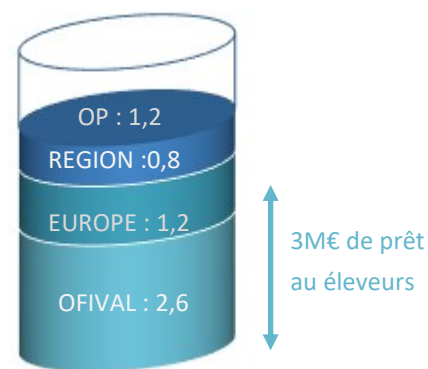 OP : 1,2
REGION :0,8
EUROPE : 1,2
OFIVAL : 2,6
3M€ de prêt
au éleveurs